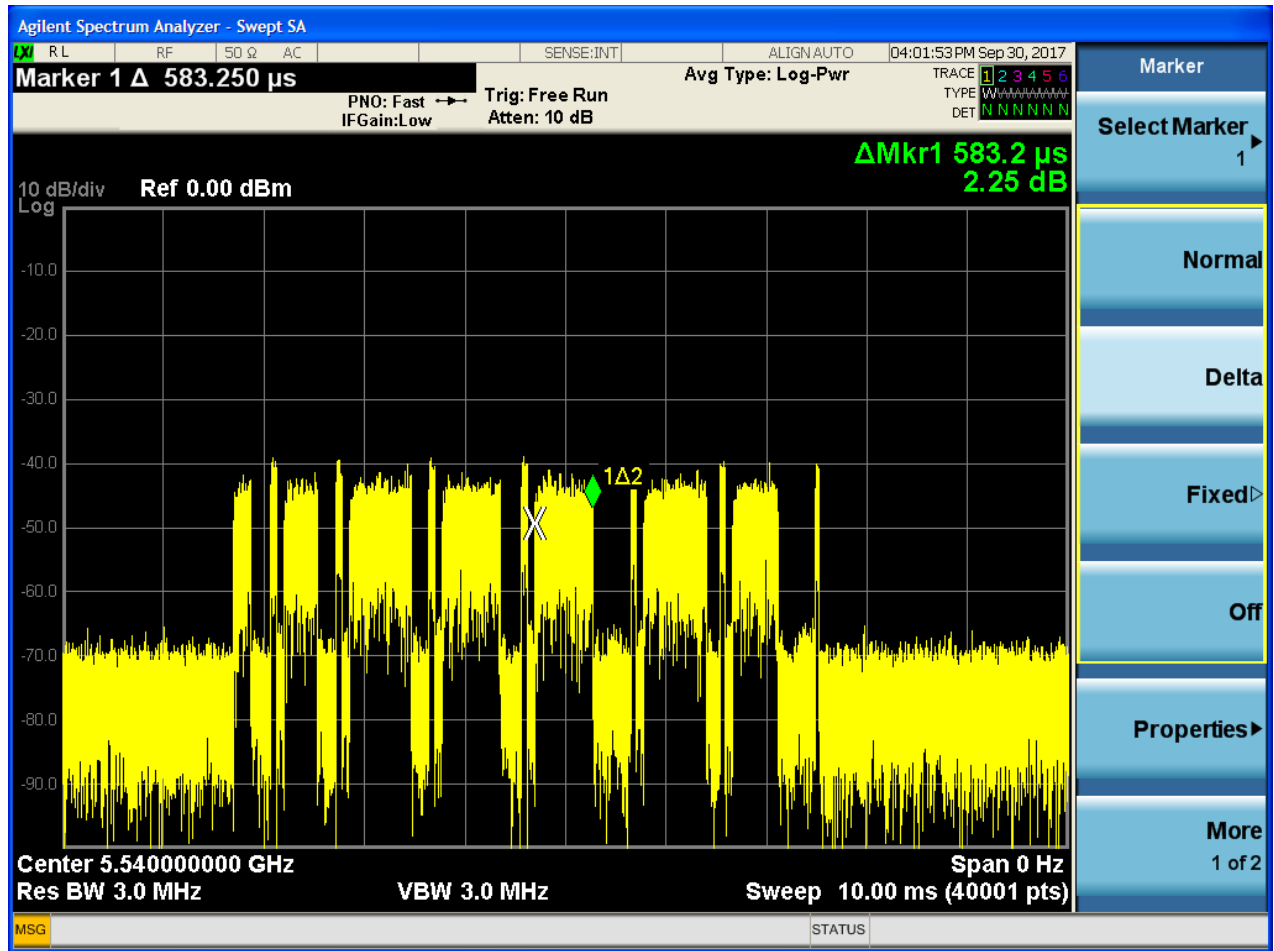 Agilent Spectrum Analyzer - Swept SA
LXI RL RF 50 Ω AC SENSE:INT ALIGN AUTO 04:01:53 PM Sep 30, 2017
Marker 1 Δ 583.250 µs
PNO: Fast
IFGain:Low
Trig: Free Run
Atten: 10 dB
Avg Type: Log-Pwr
TRACE 1 2 3 4 5 6
TYPE WWWWWW
DET N N N N N N
ΔMkr1 583.2 µs
2.25 dB
10 dB/div Ref 0.00 dBm
Log
-10.0
-20.0
-30.0
-40.0
-50.0
-60.0
-70.0
-80.0
-90.0
1Δ2
X
Center 5.540000000 GHz Span 0 Hz
Res BW 3.0 MHz VBW 3.0 MHz Sweep 10.00 ms (40001 pts)
MSG STATUS
Marker
Select Marker
1
Normal
Delta
Fixed
Off
Properties
More
1 of 2